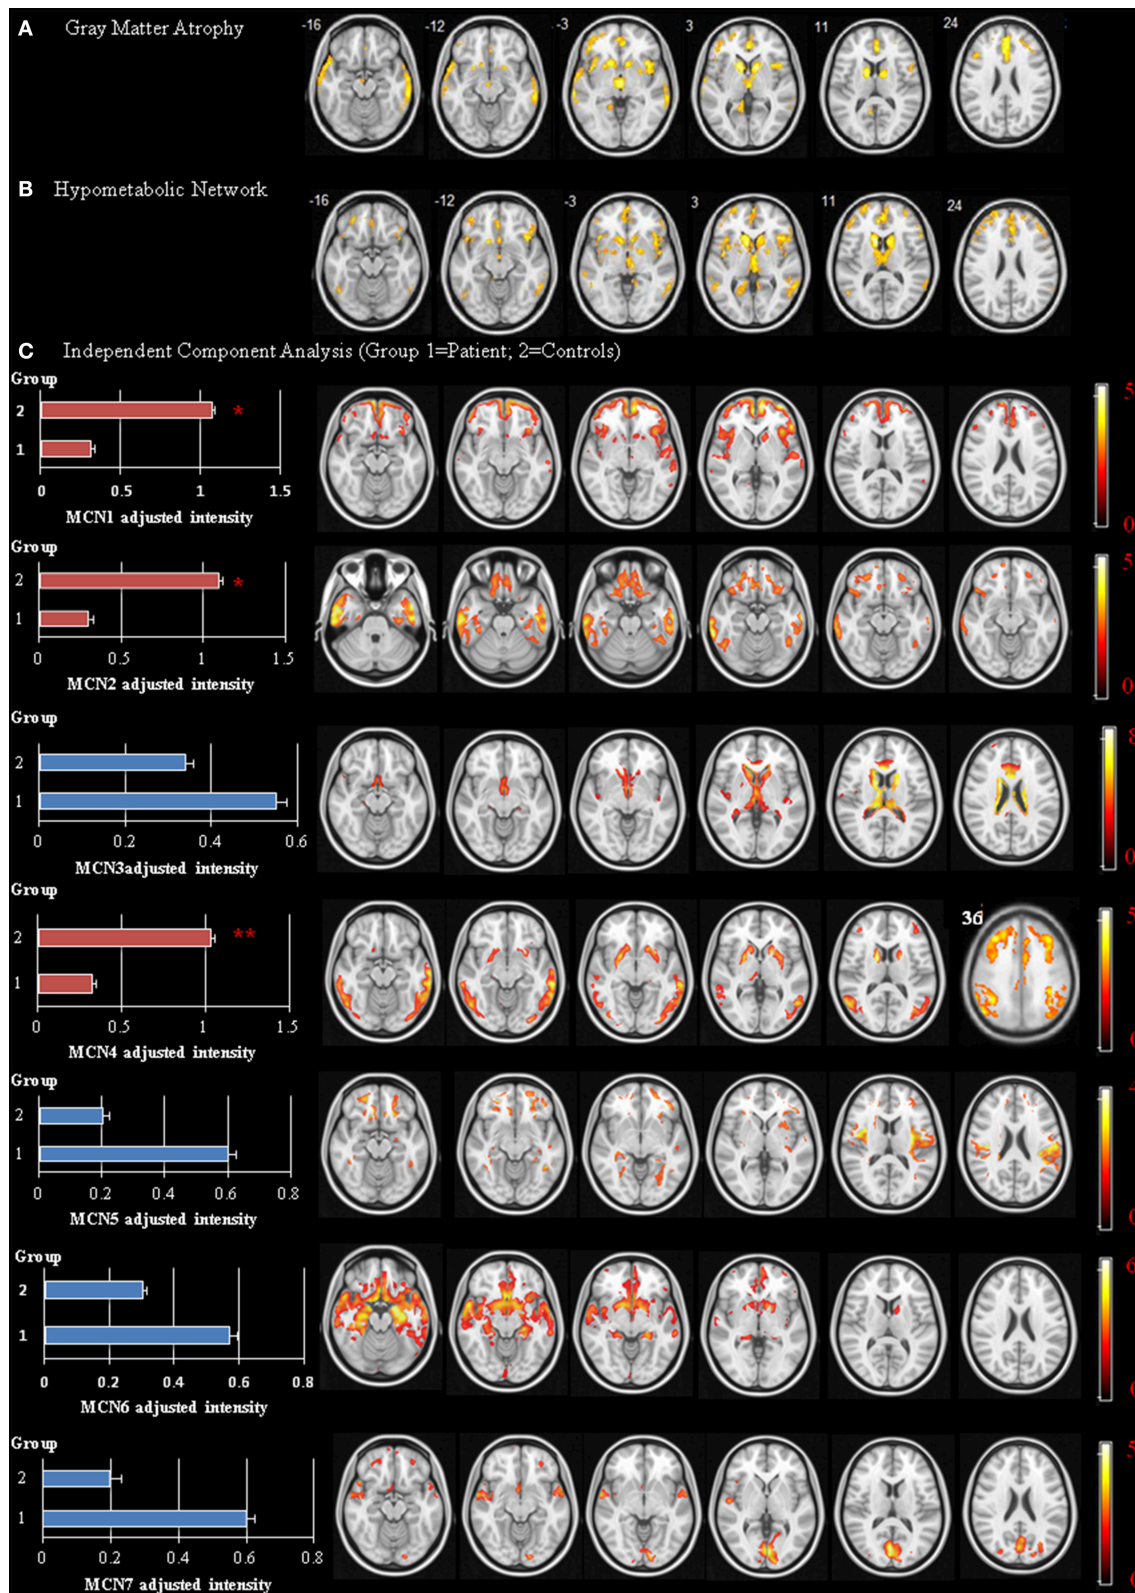 A Gray Matter Atrophy
-16 -12 -3 3 11 24
B Hypometabolic Network
-16 -12 -3 3 11 24
C Independent Component Analysis (Group 1=Patient; 2=Controls)
Group
2 *
1
0 0.5 1 1.5
MCN1 adjusted intensity
5
0
Group
2 *
1
0 0.5 1 1.5
MCN2 adjusted intensity
5
0
Group
2
1
0 0.2 0.4 0.6
MCN3adjusted intensity
8
0
Group
2 **
1
0 0.5 1 1.5
MCN4 adjusted intensity
36
5
0
Group
2
1
0 0.2 0.4 0.6 0.8
MCN5 adjusted intensity
4
0
Group
2
1
0 0.2 0.4 0.6 0.8
MCN6 adjusted intensity
6
0
Group
2
1
0 0.2 0.4 0.6 0.8
MCN7 adjusted intensity
5
0